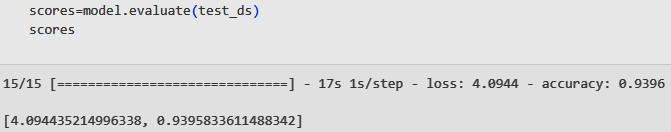 scores=model.evaluate(test_ds)
scores
15/15 [==============================] - 17s 1s/step - loss: 4.0944 - accuracy: 0.9396
[4.094435214996338, 0.9395833611488342]